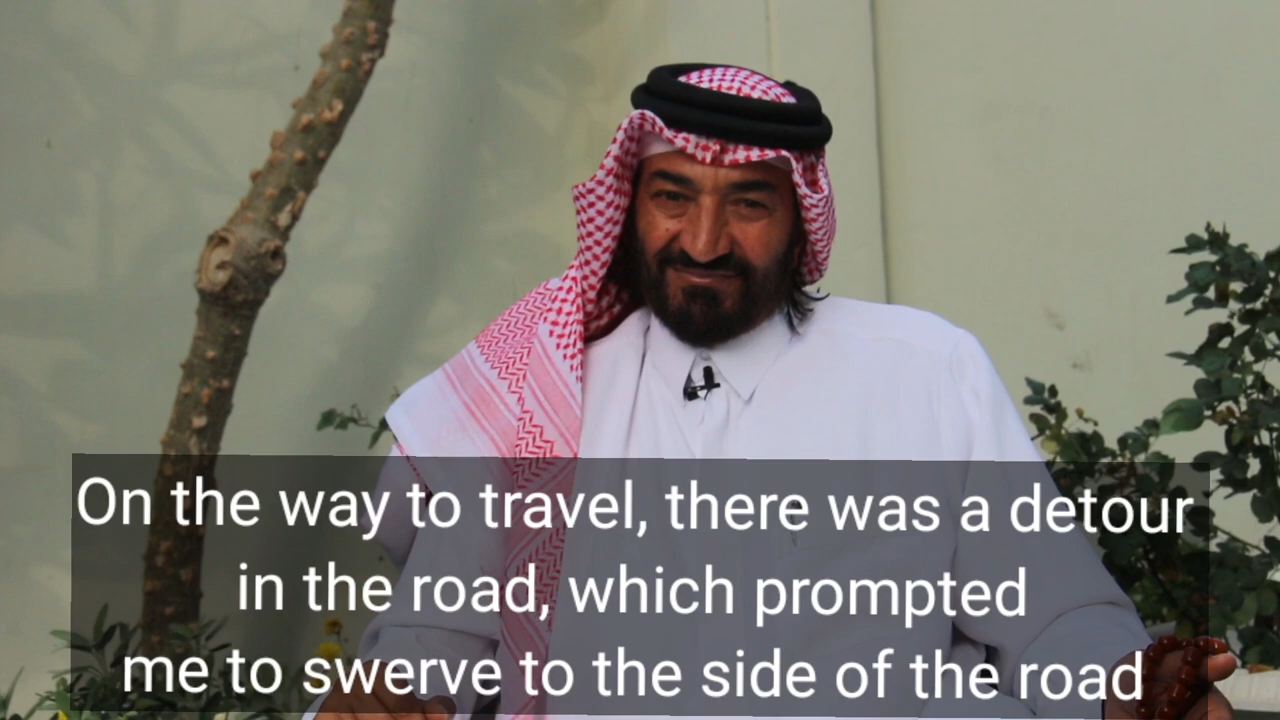 On the way to travel, there was a detour
in the road, which prompted
me to swerve to the side of the road